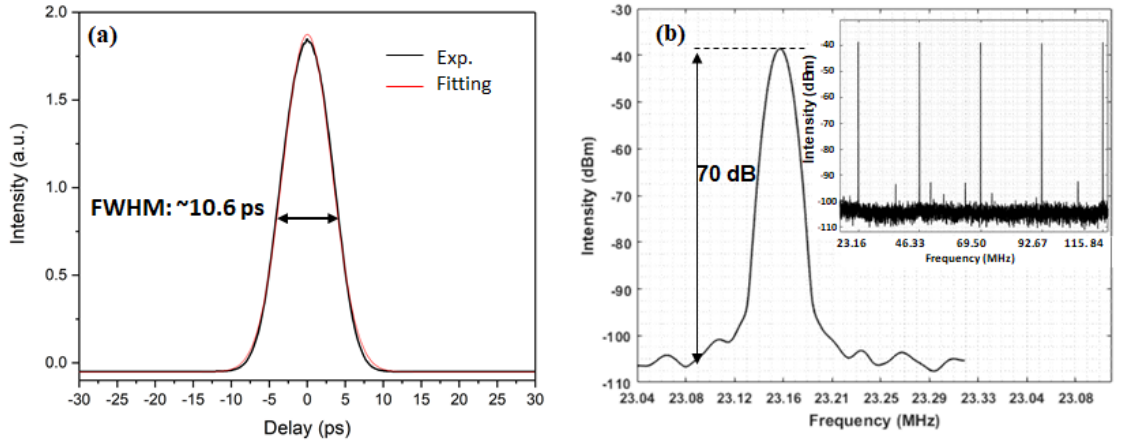 (a)
Exp.
Fitting
FWHM: ~10.6 ps
Intensity (a.u.)
2.0
1.5
1.0
0.5
0.0
-30 -25 -20 -15 -10 -5 0 5 10 15 20 25 30
Delay (ps)
(b)
70 dB
Intensity (dBm)
-30
-40
-50
-60
-70
-80
-90
-100
-110
23.04 23.08 23.12 23.16 23.21 23.25 23.29 23.33 23.04 23.08
Frequency (MHz)
Intensity (dBm)
-40
-50
-60
-70
-80
-90
-100
-110
23.16 46.33 69.50 92.67 115.84
Frequency (MHz)